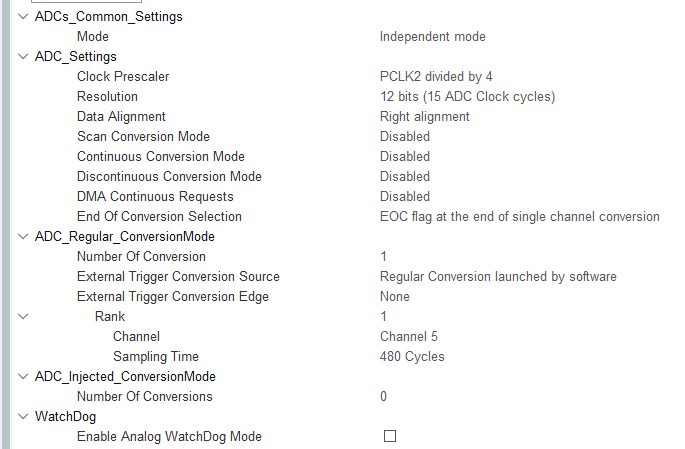 ADCs_Common_Settings
Mode Independent mode
ADC_Settings
Clock Prescaler PCLK2 divided by 4
Resolution 12 bits (15 ADC Clock cycles)
Data Alignment Right alignment
Scan Conversion Mode Disabled
Continuous Conversion Mode Disabled
Discontinuous Conversion Mode Disabled
DMA Continuous Requests Disabled
End Of Conversion Selection EOC flag at the end of single channel conversion
ADC_Regular_ConversionMode
Number Of Conversion 1
External Trigger Conversion Source Regular Conversion launched by software
External Trigger Conversion Edge None
Rank 1
Channel Channel 5
Sampling Time 480 Cycles
ADC_Injected_ConversionMode
Number Of Conversions 0
WatchDog
Enable Analog WatchDog Mode